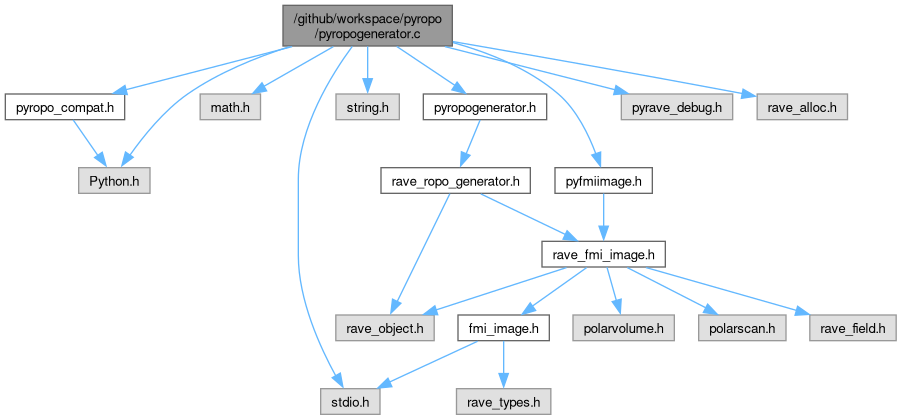 /github/workspace/pyropo
/pyropogenerator.c
pyropo_compat.h
math.h
string.h
pyropogenerator.h
pyrave_debug.h
rave_alloc.h
Python.h
rave_ropo_generator.h
pyfmiimage.h
rave_fmi_image.h
rave_object.h
fmi_image.h
polarvolume.h
polarscan.h
rave_field.h
stdio.h
rave_types.h